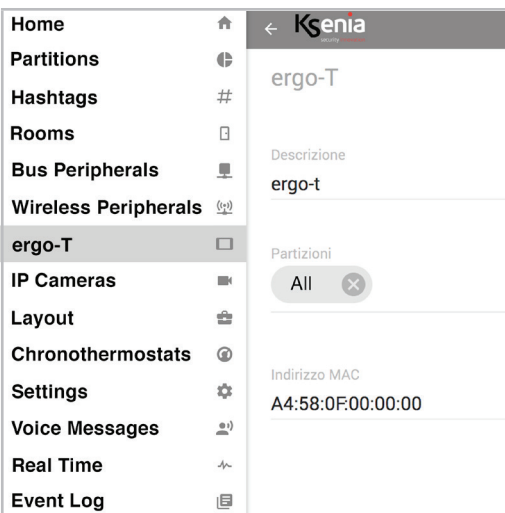 Home
Partitions
Hashtags
Rooms
Bus Peripherals
Wireless Peripherals
ergo-T
IP Cameras
Layout
Chronothermostats
Settings
Voice Messages
Real Time
Event Log
Ksenia
security
ergo-T
Descrizione
ergo-t
Partizioni
All
Indirizzo MAC
A4:58:0F:00:00:00